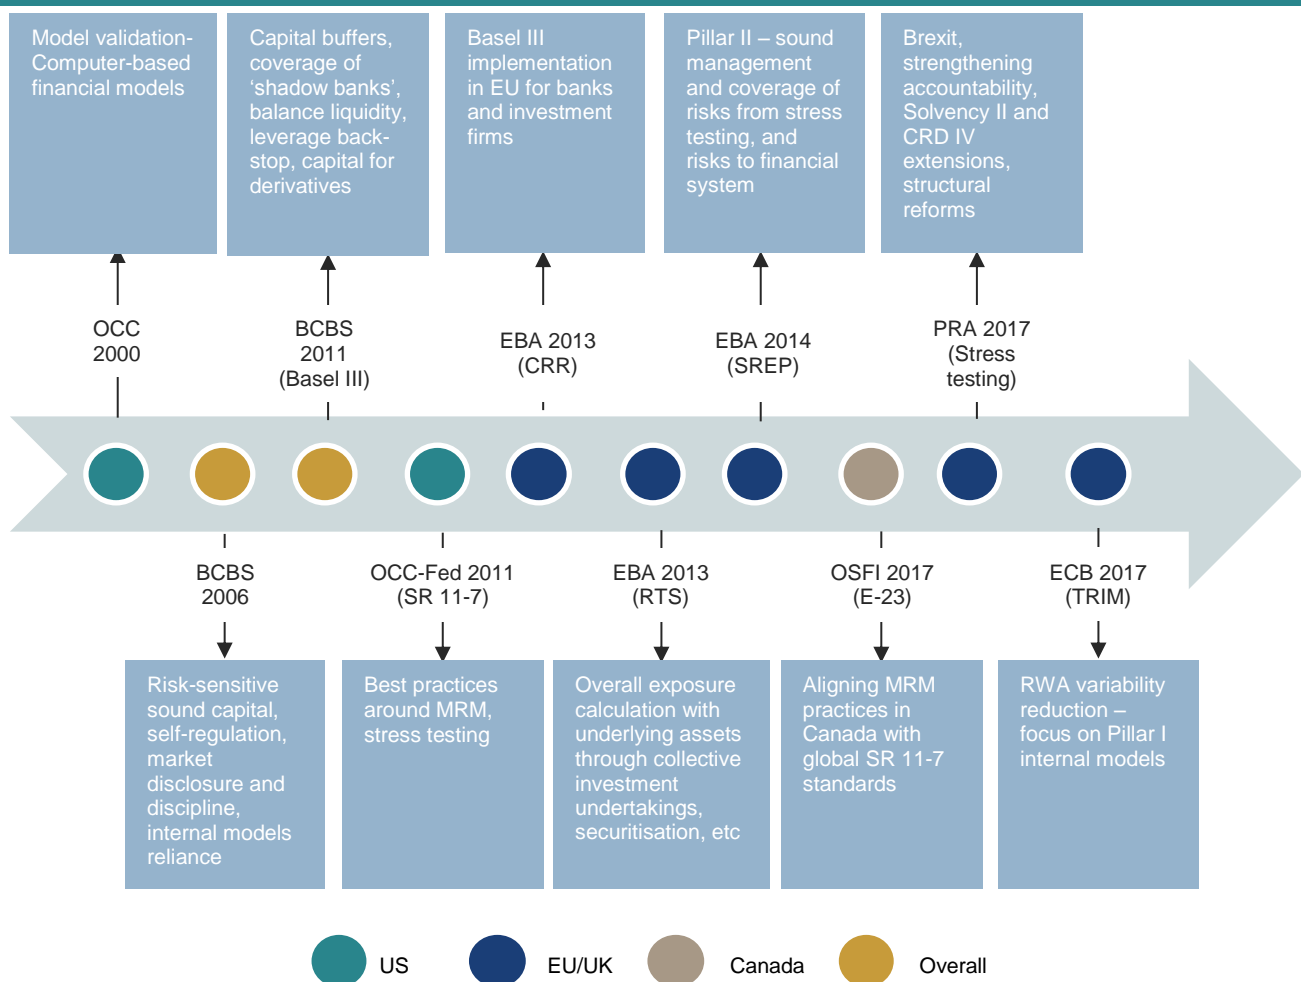 Model validation-
Computer-based
financial models
Capital buffers,
coverage of
‘shadow banks’,
balance liquidity,
leverage back-
stop, capital for
derivatives
Basel III
implementation
in EU for banks
and investment
firms
Pillar II – sound
management
and coverage of
risks from stress
testing, and
risks to financial
system
Brexit,
strengthening
accountability,
Solvency II and
CRD IV
extensions,
structural
reforms
OCC
2000
BCBS
2011
(Basel III)
EBA 2013
(CRR)
EBA 2014
(SREP)
PRA 2017
(Stress
testing)
BCBS
2006
OCC-Fed 2011
(SR 11-7)
EBA 2013
(RTS)
OSFI 2017
(E-23)
ECB 2017
(TRIM)
Risk-sensitive
sound capital,
self-regulation,
market
disclosure and
discipline,
internal models
reliance
Best practices
around MRM,
stress testing
Overall exposure
calculation with
underlying assets
through collective
investment
undertakings,
securitisation, etc
Aligning MRM
practices in
Canada with
global SR 11-7
standards
RWA variability
reduction –
focus on Pillar I
internal models
US
EU/UK
Canada
Overall